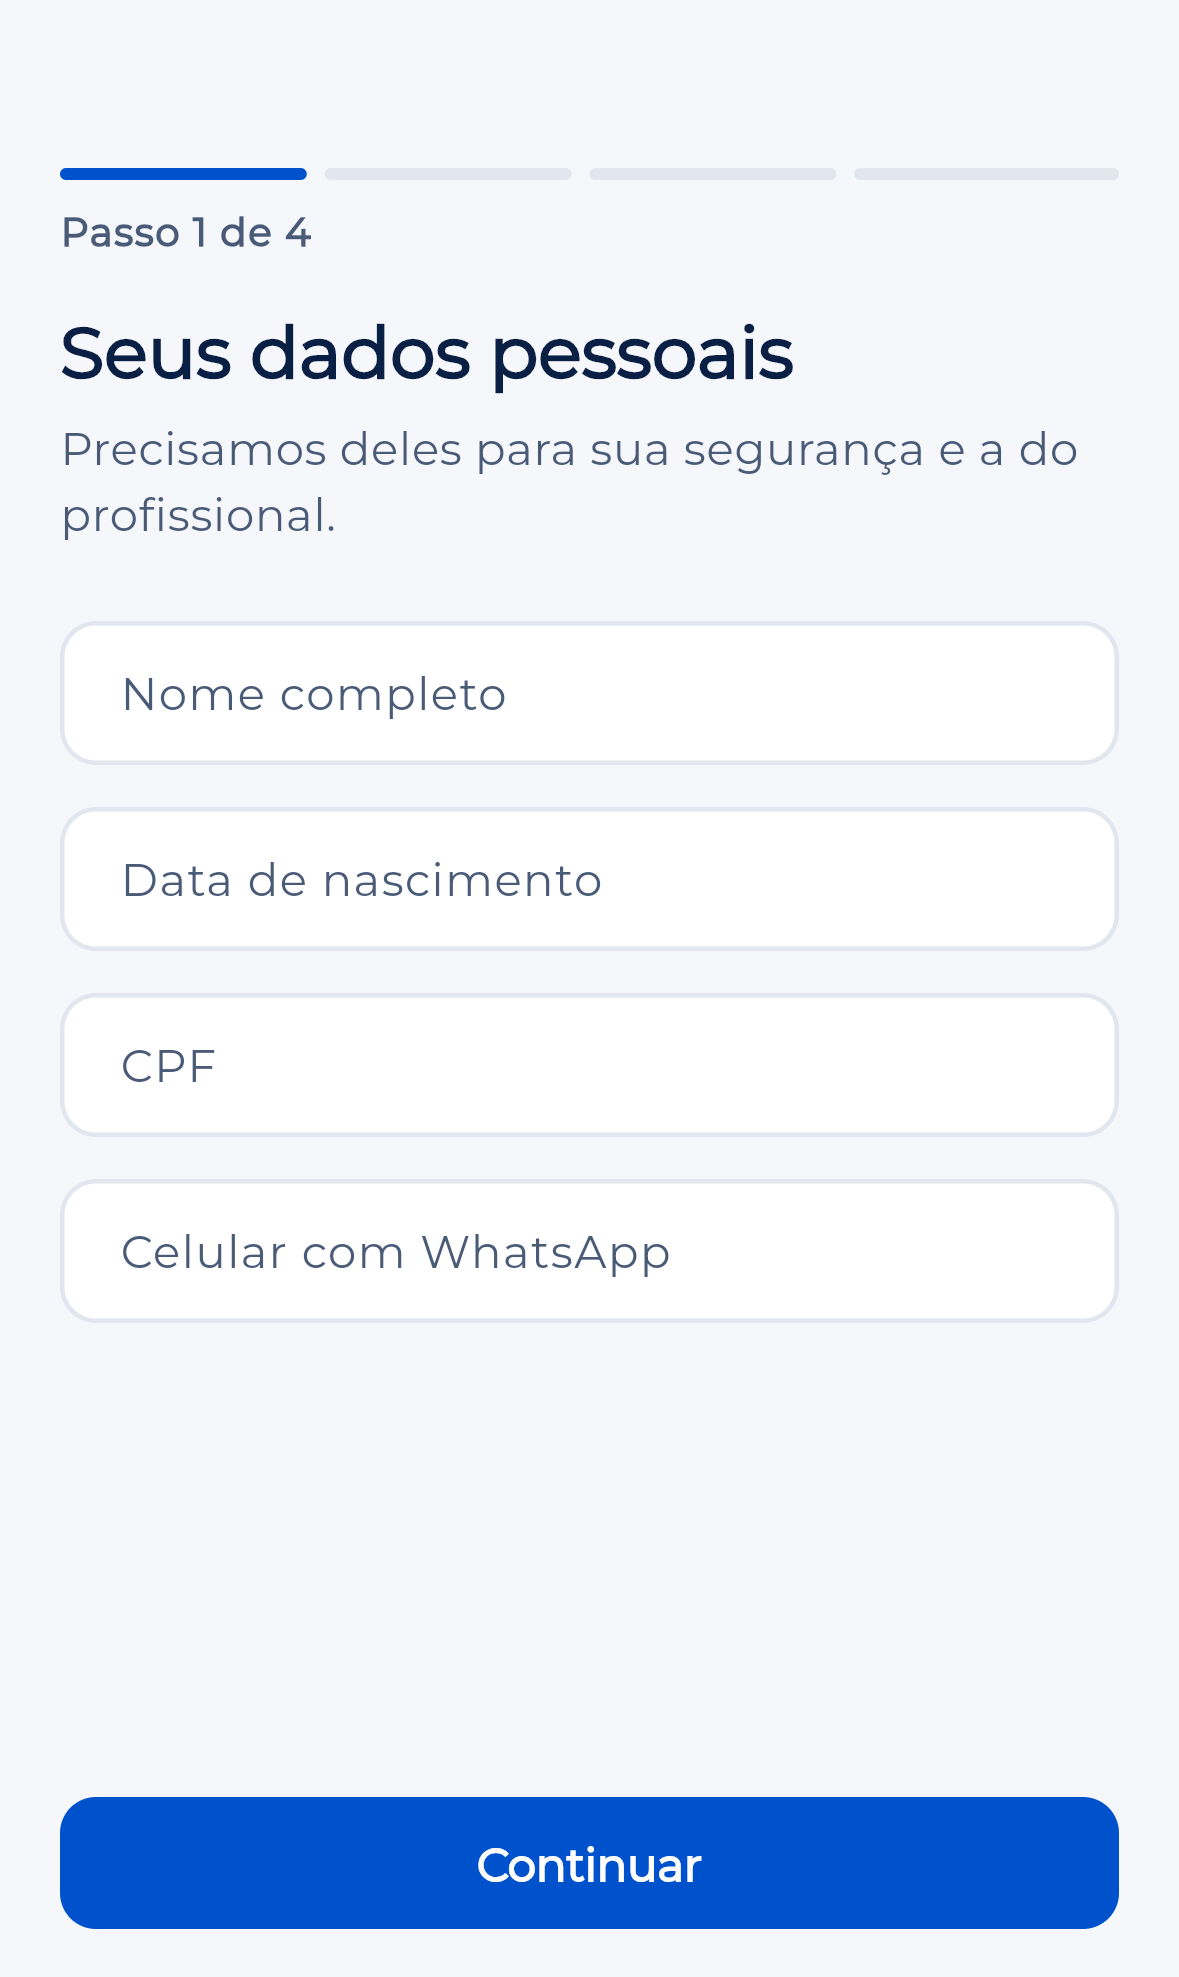 Passo 1 de 4
Seus dados pessoais
Precisamos deles para sua segurança e a do
profissional.
Nome completo
Data de nascimento
CPF
Celular com WhatsApp
Continuar